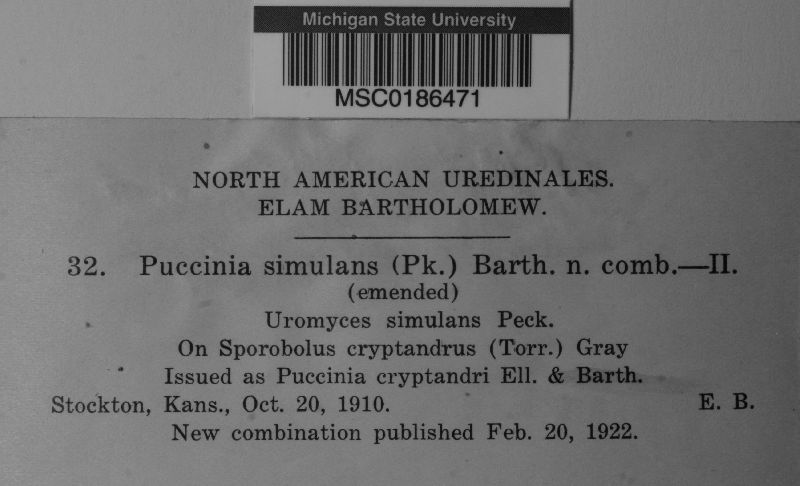 Michigan State University
MSC0186471
NORTH AMERICAN UREDINALES.
ELAM BARTHOLOMEW.
32. Puccinia simulans (Pk.) Barth. n. comb.—II.
(emended)
Uromyces simulans Peck.
On Sporobolus cryptandrus (Torr.) Gray
Issued as Puccinia cryptandri Ell. & Barth.
Stockton, Kans., Oct. 20, 1910. E. B.
New combination published Feb. 20, 1922.